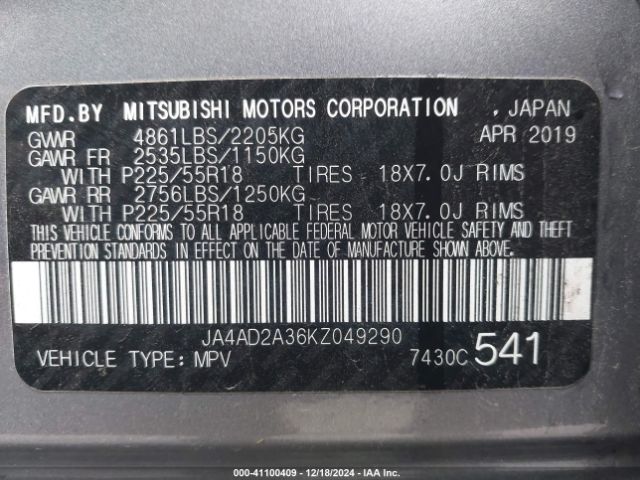 MFD.BY MITSUBISHI MOTORS CORPORATION , JAPAN
GVWR 4861LBS/2205KG APR 2019
GAWR FR 2535LBS/1150KG
WITH P225/55R18 TIRES 18X7.0J RIMS
GAWR RR 2756LBS/1250KG
WITH P225/55R18 TIRES 18X7.0J RIMS
THIS VEHICLE CONFORMS TO ALL APPLICABLE FEDERAL MOTOR VEHICLE SAFETY AND THEFT
PREVENTION STANDARDS IN EFFECT ON THE DATE OF MANUFACTURE SHOWN ABOVE.
JA4AD2A36KZ049290
VEHICLE TYPE: MPV 7430C 541
000-41100409 - 12/18/2024 - IAA Inc.